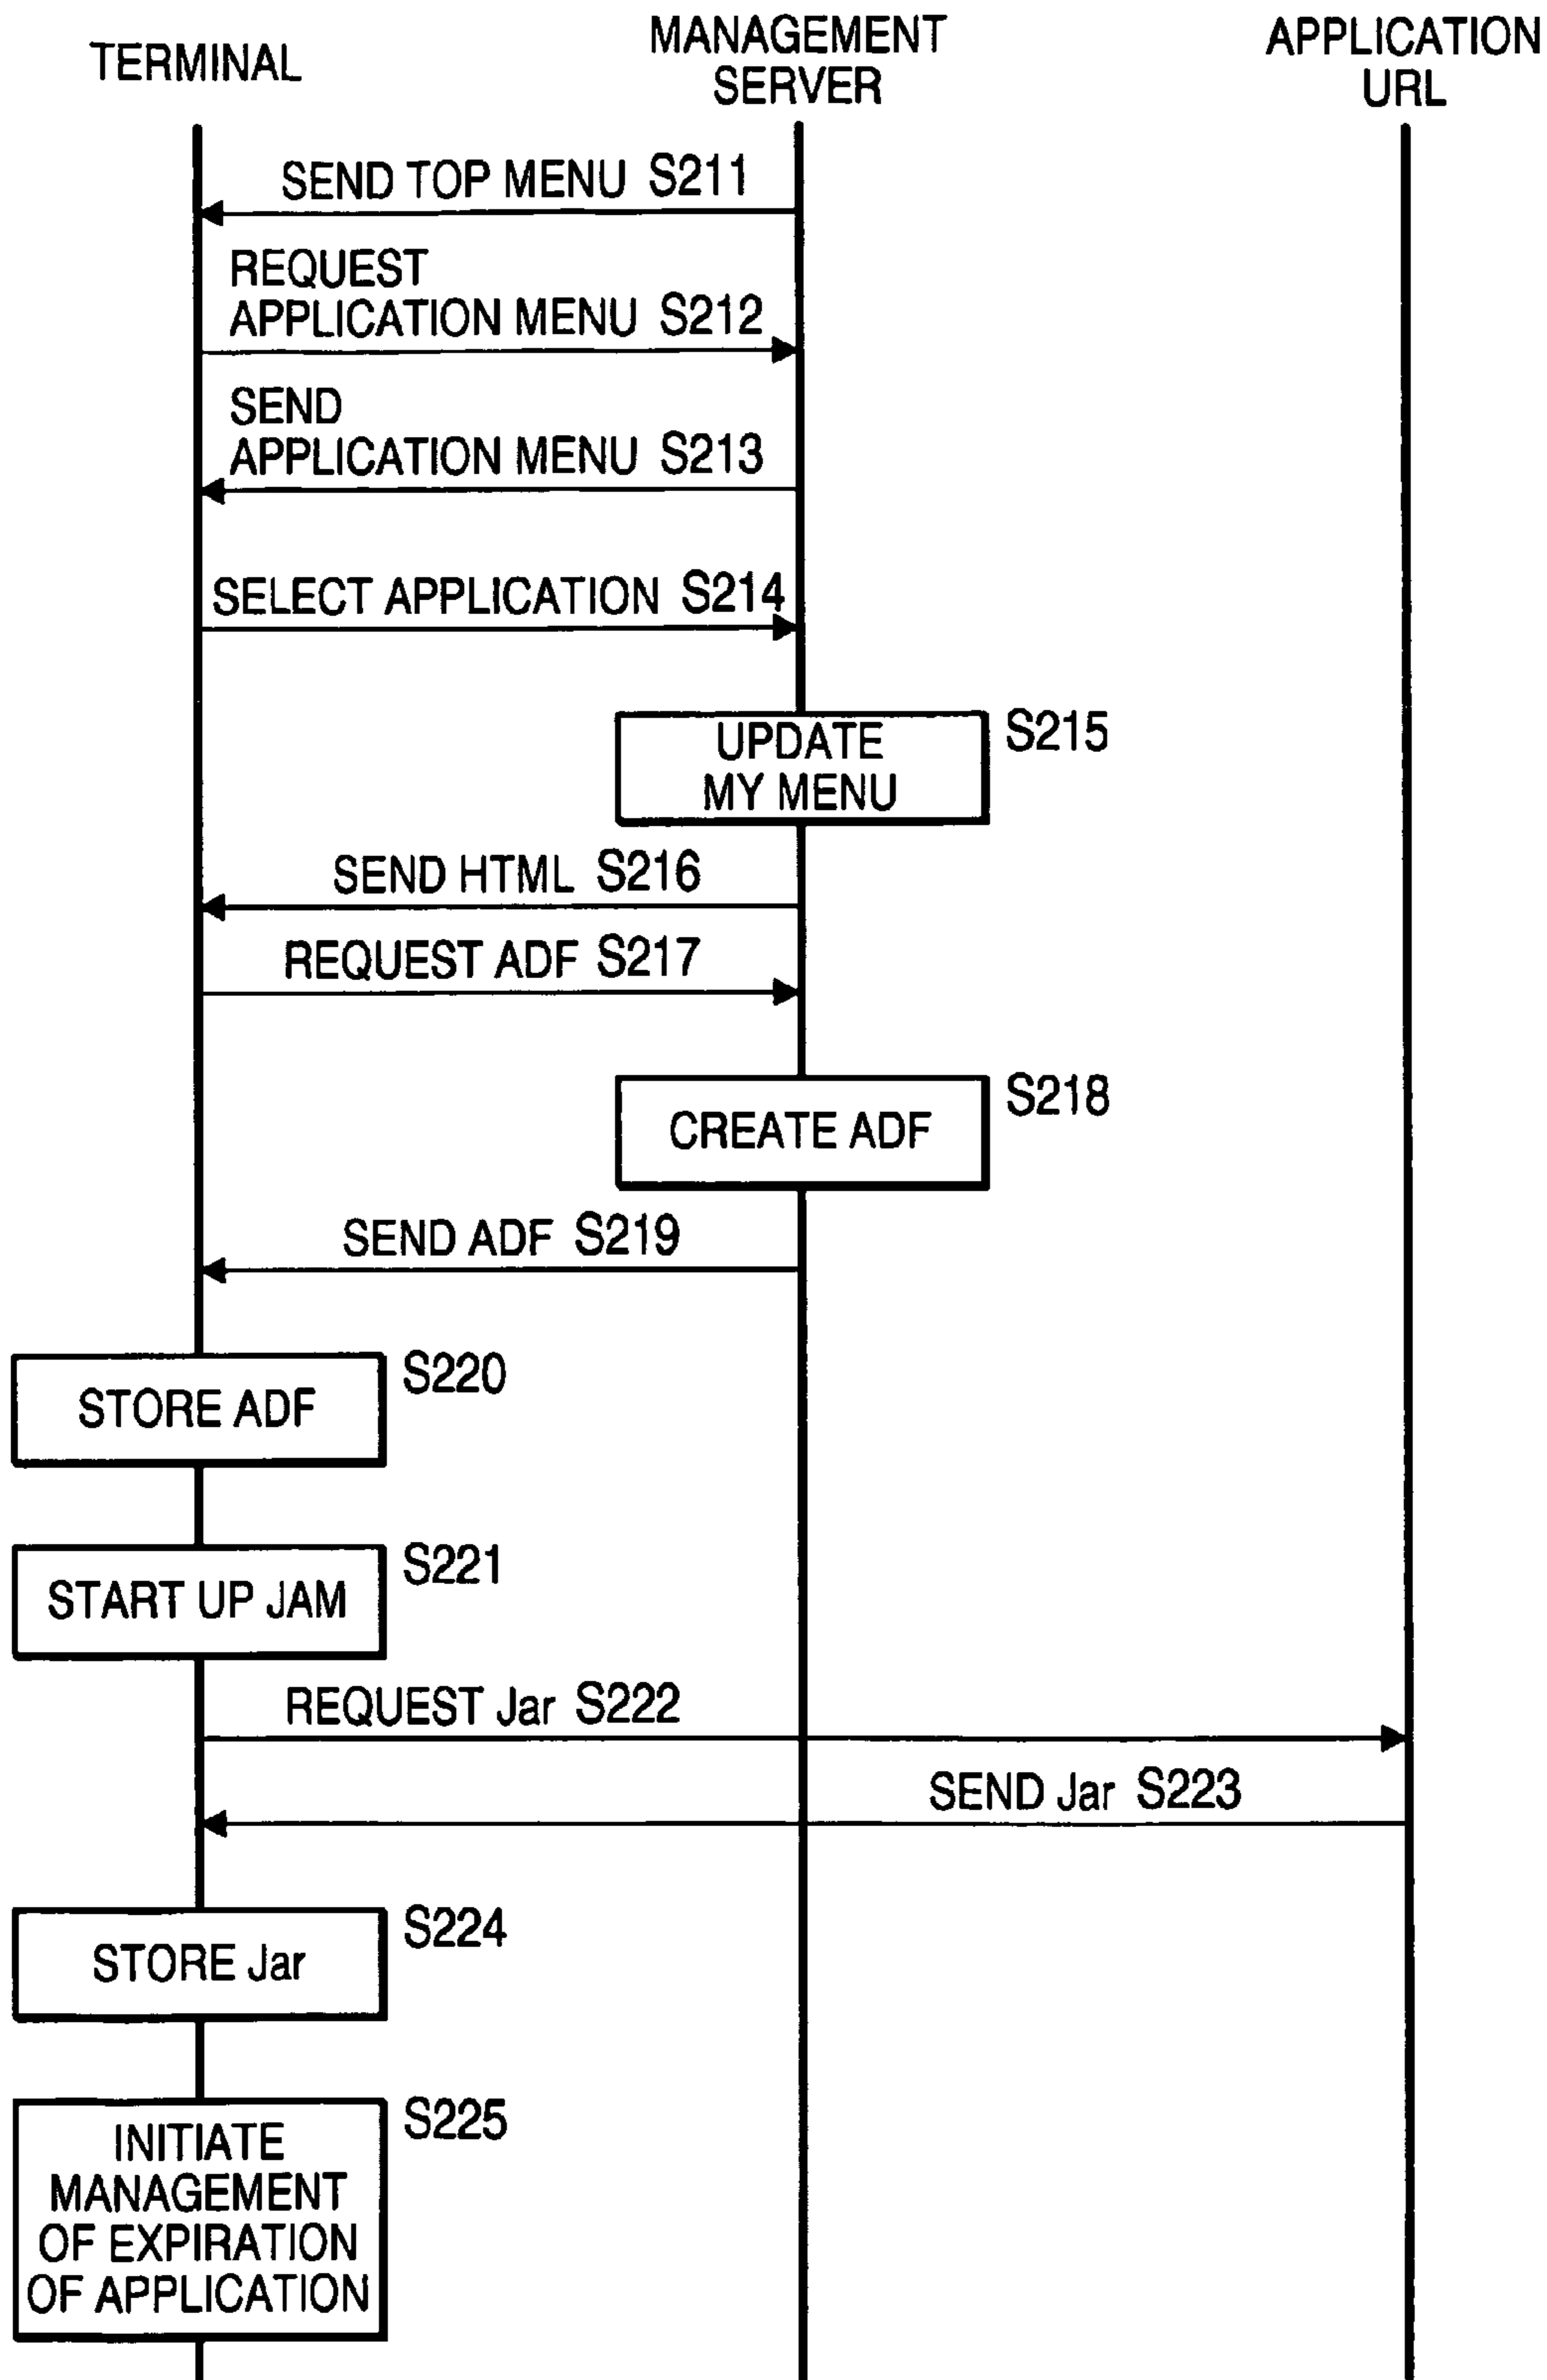 TERMINAL
MANAGEMENT
SERVER
APPLICATION
URL
SEND TOP MENU S211
REQUEST
APPLICATION MENU S212
SEND
APPLICATION MENU S213
SELECT APPLICATION S214
UPDATE
MY MENU
S215
SEND HTML S216
REQUEST ADF S217
CREATE ADF
S218
SEND ADF S219
STORE ADF
S220
START UP JAM
S221
REQUEST Jar S222
SEND Jar S223
STORE Jar
S224
INITIATE
MANAGEMENT
OF EXPIRATION
OF APPLICATION
S225